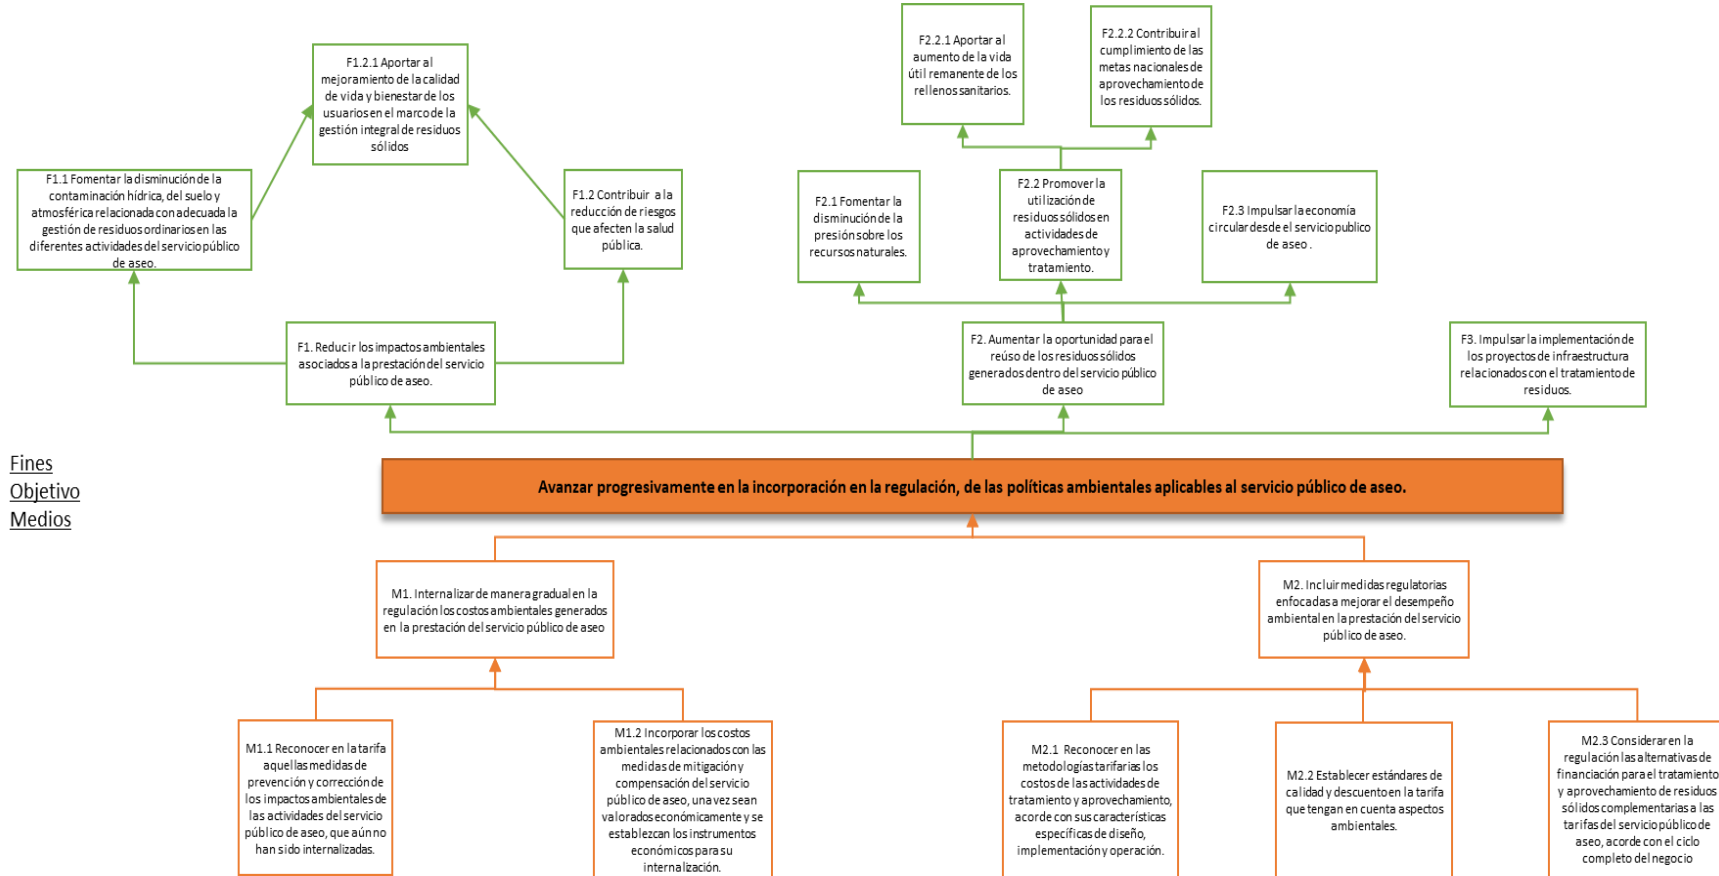 F1.2.1 Aportar al
mejoramiento de la calidad
de vida y bienestar de los
usuarios en el marco de la
gestión integral de residuos
sólidos
F2.2.1 Aportar al
aumento de la vida
útil remanente de los
rellenos sanitarios.
F2.2.2 Contribuir al
cumplimiento de las
metas nacionales de
aprovechamiento de
los residuos sólidos.
F1.1 Fomentar la disminución de la
contaminación hídrica, del suelo y
atmosférica relacionada con adecuada la
gestión de residuos ordinarios en las
diferentes actividades del servicio público
de aseo.
F1.2 Contribuir a la
reducción de riesgos
que afecten la salud
pública.
F2.1 Fomentar la
disminución de la
presión sobre los
recursos naturales.
F2.2 Promover la
utilización de
residuos sólidos en
actividades de
aprovechamiento y
tratamiento.
F2.3 Impulsar la economía
circular desde el servicio publico
de aseo .
F1. Reducir los impactos ambientales
asociados a la prestación del servicio
público de aseo.
F2. Aumentar la oportunidad para el
reúso de los residuos sólidos
generados dentro del servicio público
de aseo
F3. Impulsar la implementación de
los proyectos de infraestructura
relacionados con el tratamiento de
residuos.
Fines
Objetivo
Medios
Avanzar progresivamente en la incorporación en la regulación, de las políticas ambientales aplicables al servicio público de aseo.
M1. Internalizar de manera gradual en la
regulación los costos ambientales generados
en la prestación del servicio público de aseo
M2. Incluir medidas regulatorias
enfocadas a mejorar el desempeño
ambiental en la prestación del servicio
público de aseo.
M1.1 Reconocer en la tarifa
aquellas medidas de
prevención y corrección de
los impactos ambientales de
las actividades del servicio
público de aseo, que aún no
han sido internalizadas.
M1.2 Incorporar los costos
ambientales relacionados con las
medidas de mitigación y
compensación del servicio
público de aseo, una vez sean
valorados económicamente y se
establezcan los instrumentos
económicos para su
internalización.
M2.1 Reconocer en las
metodologías tarifarias los
costos de las actividades de
tratamiento y aprovechamiento,
acorde con sus características
específicas de diseño,
implementación y operación.
M2.2 Establecer estándares de
calidad y descuento en la tarifa
que tengan en cuenta aspectos
ambientales.
M2.3 Considerar en la
regulación las alternativas de
financiación para el tratamiento
y aprovechamiento de residuos
sólidos complementarias a las
tarifas del servicio público de
aseo, acorde con el ciclo
completo del negocio